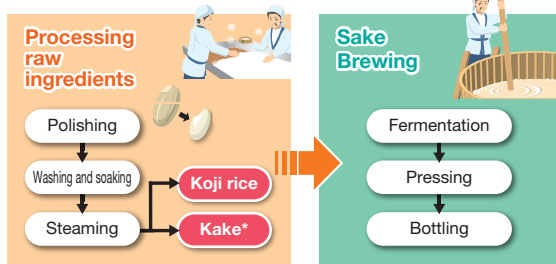 Processing
raw
ingredients
Polishing
Washing and soaking
Steaming
Koji rice
Kake*
Sake
Brewing
Fermentation
Pressing
Bottling